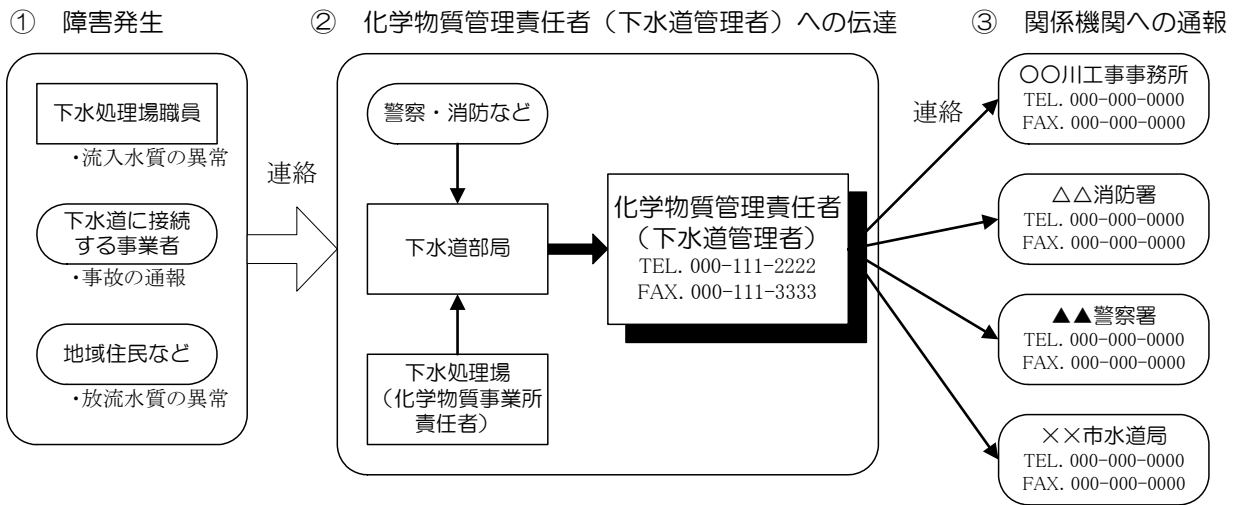 ① 障害発生
② 化学物質管理責任者（下水道管理者）への伝達
③ 関係機関への通報
下水処理場職員
・流入水質の異常
下水道に接続
する事業者
・事故の通報
地域住民など
・放流水質の異常
連絡
警察・消防など
下水道部局
下水処理場
（化学物質事業所
責任者）
化学物質管理責任者
（下水道管理者）
TEL. 000-111-2222
FAX. 000-111-3333
連絡
〇〇川工事事務所
TEL. 000-000-0000
FAX. 000-000-0000
△△消防署
TEL. 000-000-0000
FAX. 000-000-0000
▲▲警察署
TEL. 000-000-0000
FAX. 000-000-0000
××市水道局
TEL. 000-000-0000
FAX. 000-000-0000